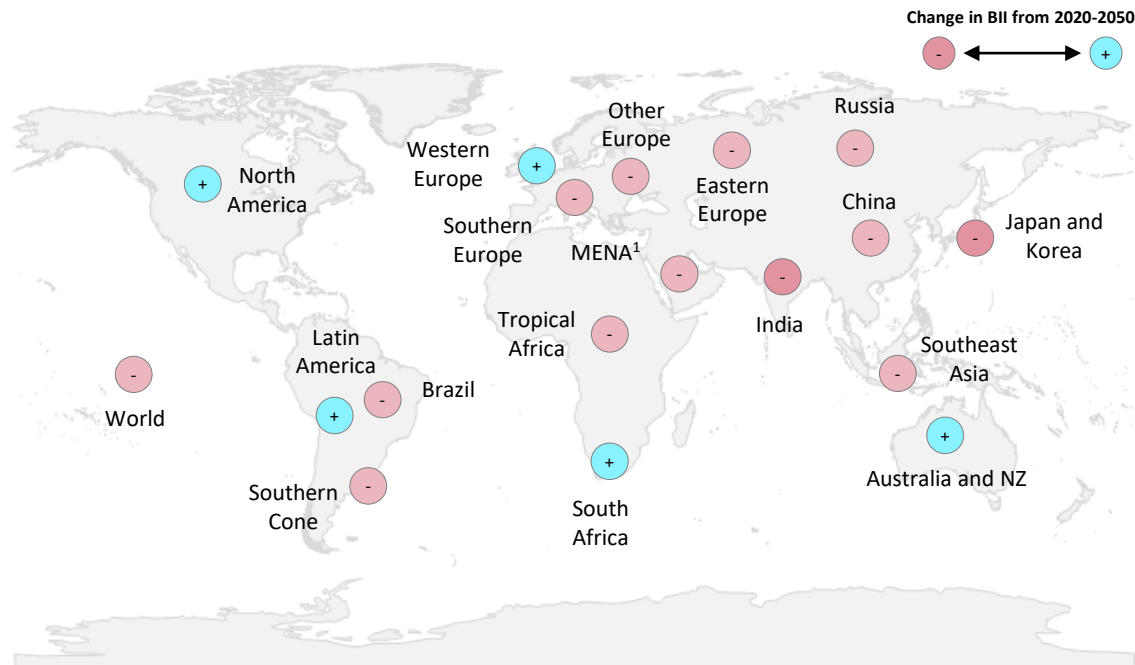 Change in BII from 2020-2050
-
+
Other
Europe
Russia
-
-
Western
Europe
+
-
-
Eastern
Europe
+
North
America
Southern
Europe
China
-
Japan and
Korea
-
MENA1
-
-
India
Tropical
Africa
-
Latin
America
Southeast
Asia
-
World
-
Brazil
-
+
+
Australia and NZ
Southern
Cone
-
+
South
Africa